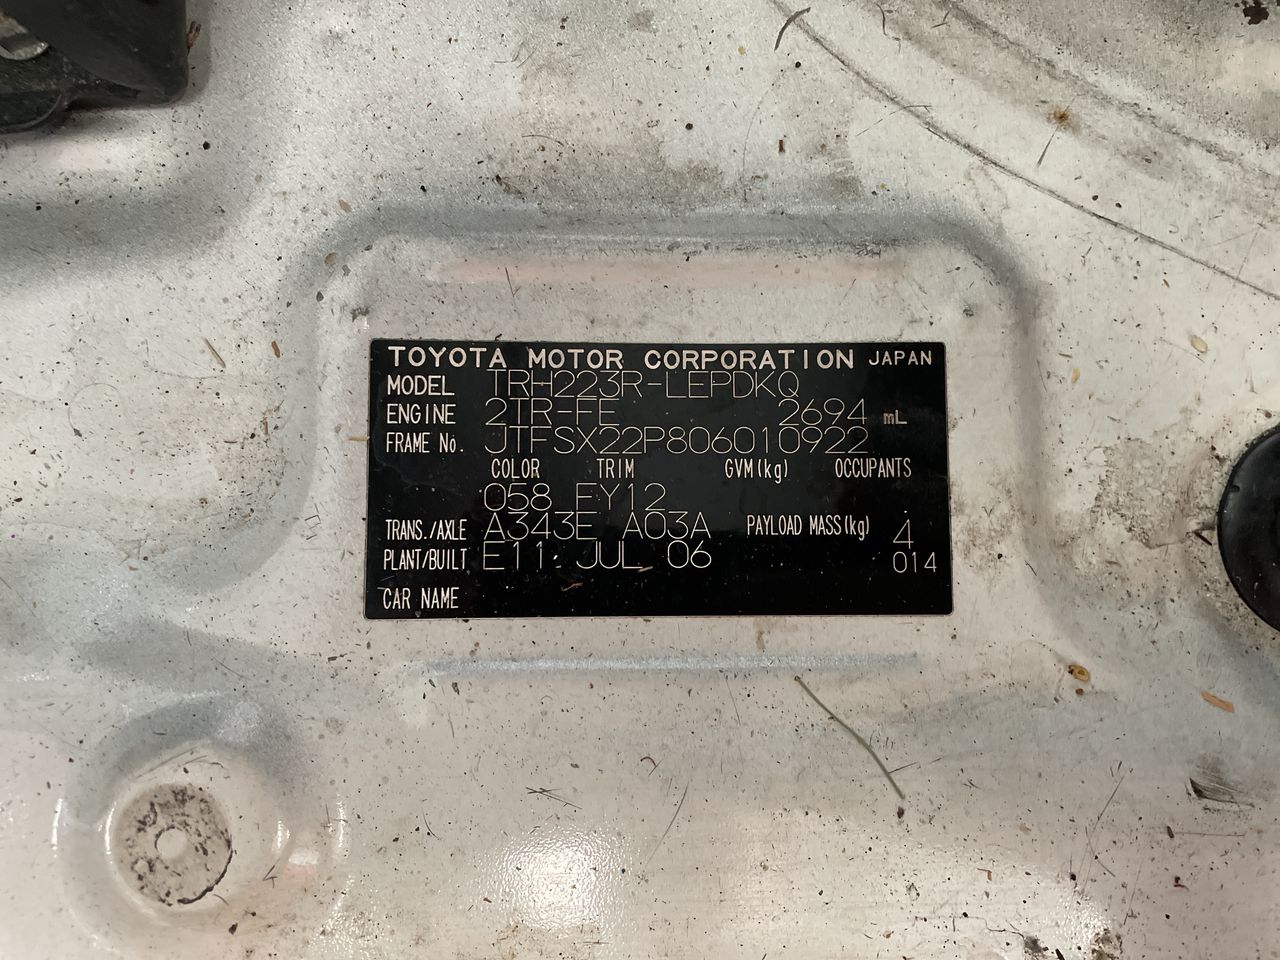 TOYOTA MOTOR CORPORATION JAPAN
MODEL TRH223R-LEPDKQ
ENGINE 2TR-FE 2694 mL
FRAME No. JTFSX22P806010922
COLOR TRIM GVM(kg) OCCUPANTS
058 FY12
TRANS./AXLE A343E A03A PAYLOAD MASS(kg) 4
PLANT/BUILT E11. JUL 06 014
CAR NAME